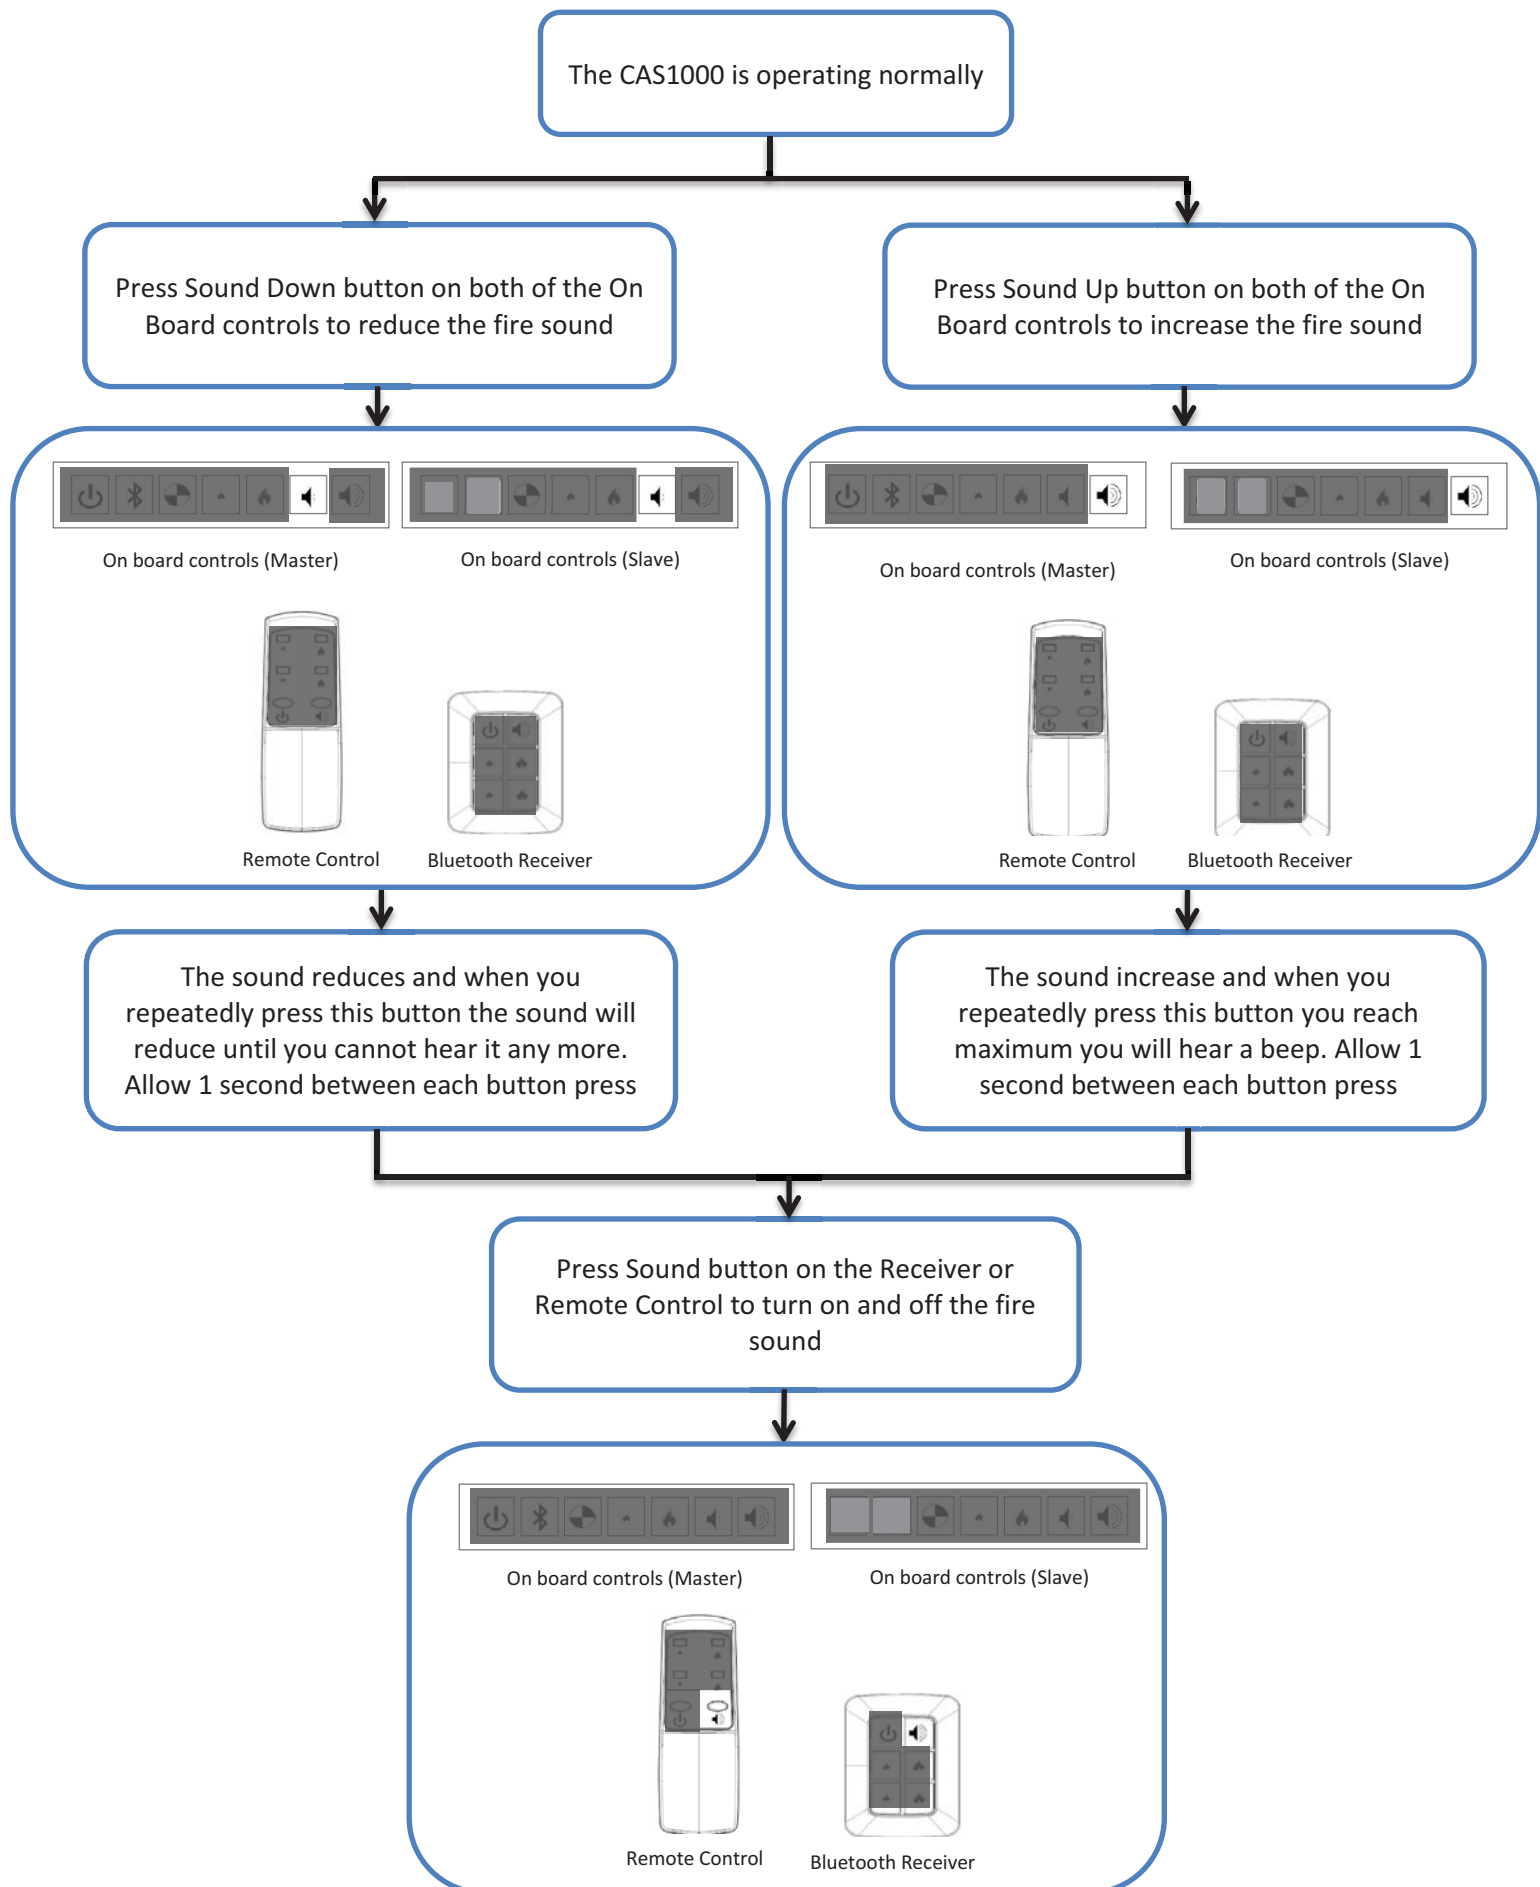 The CAS1000 is operating normally
Press Sound Down button on both of the On
Board controls to reduce the fire sound
Press Sound Up button on both of the On
Board controls to increase the fire sound
On board controls (Master)
On board controls (Slave)
On board controls (Master)
On board controls (Slave)
Remote Control
Bluetooth Receiver
Remote Control
Bluetooth Receiver
The sound reduces and when you
repeatedly press this button the sound will
reduce until you cannot hear it any more.
Allow 1 second between each button press
The sound increase and when you
repeatedly press this button you reach
maximum you will hear a beep. Allow 1
second between each button press
Press Sound button on the Receiver or
Remote Control to turn on and off the fire
sound
On board controls (Master)
On board controls (Slave)
Remote Control
Bluetooth Receiver